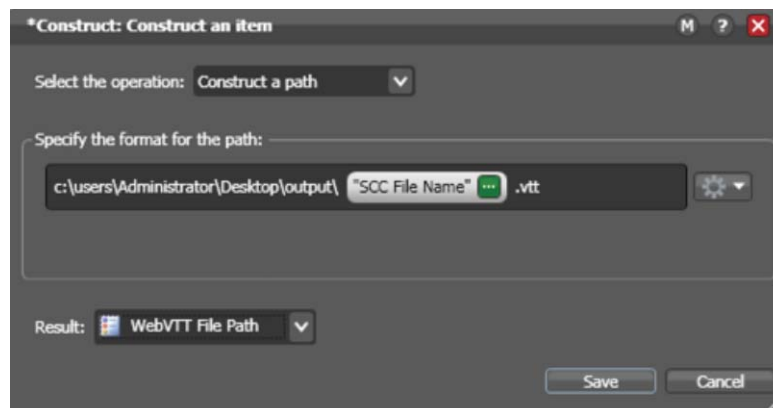 *Construct: Construct an item M ? X
Select the operation: Construct a path
Specify the format for the path:
c:\users\Administrator\Desktop\output\ "SCC File Name" ... .vtt
Result: WebVTT File Path
Save Cancel